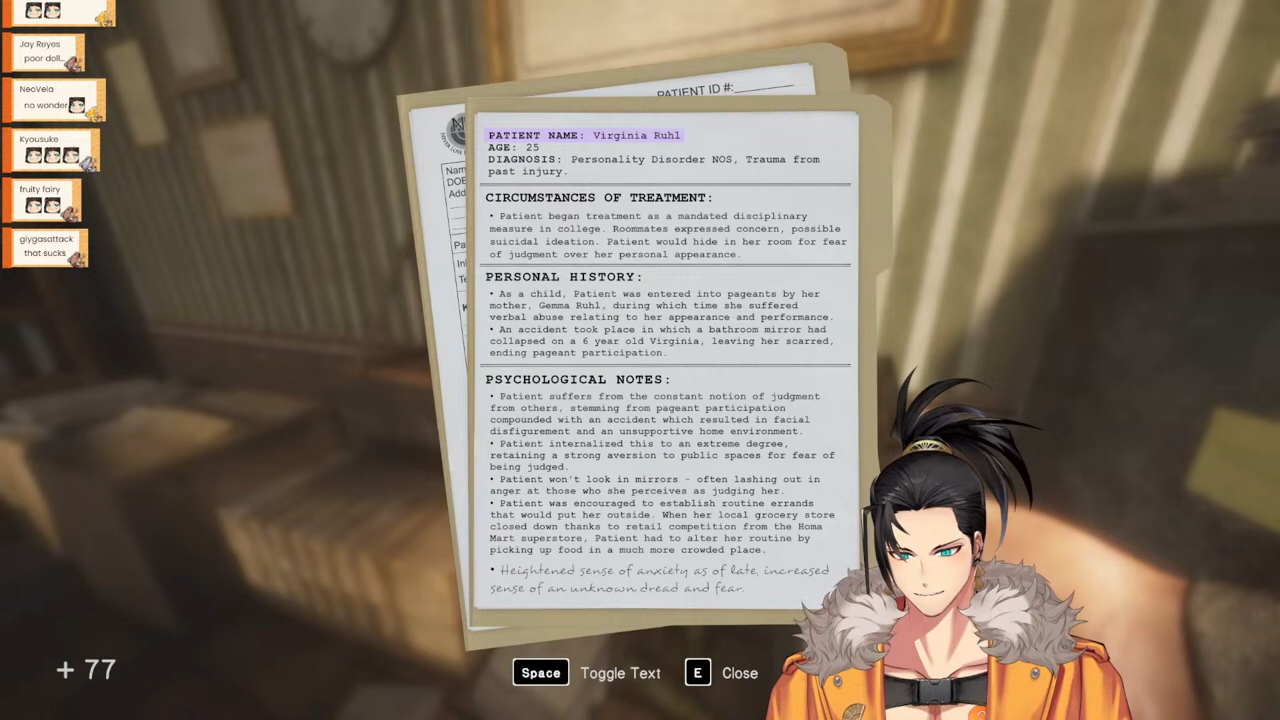 Jay Reyes
poor doll...
NeoVela
no wonder
Kyousuke
fruity fairy
giygasattack
that sucks
PATIENT ID #:
PATIENT NAME: Virginia Ruhl
AGE: 25
DIAGNOSIS: Personality Disorder NOS, Trauma from
past injury.
CIRCUMSTANCES OF TREATMENT:
• Patient began treatment as a mandated disciplinary
measure in college. Roommates expressed concern, possible
suicidal ideation. Patient would hide in her room for fear
of judgment over her personal appearance.
PERSONAL HISTORY:
• As a child, Patient was entered into pageants by her
mother, Gemma Ruhl, during which time she suffered
verbal abuse relating to her appearance and performance.
• An accident took place in which a bathroom mirror had
collapsed on a 6 year old Virginia, leaving her scarred,
ending pageant participation.
PSYCHOLOGICAL NOTES:
• Patient suffers from the constant notion of judgment
from others, stemming from pageant participation
compounded with an accident which resulted in facial
disfigurement and an unsupportive home environment.
• Patient internalized this to an extreme degree,
retaining a strong aversion to public spaces for fear of
being judged.
• Patient won't look in mirrors - often lashing out in
anger at those who she perceives as judging her.
• Patient was encouraged to establish routine errands
that would put her outside. When her local grocery store
closed down thanks to retail competition from the Homa
Mart superstore, Patient had to alter her routine by
picking up food in a much more crowded place.
• Heightened sense of anxiety as of late, increased
sense of an unknown dread and fear.
+ 77
Space Toggle Text E Close